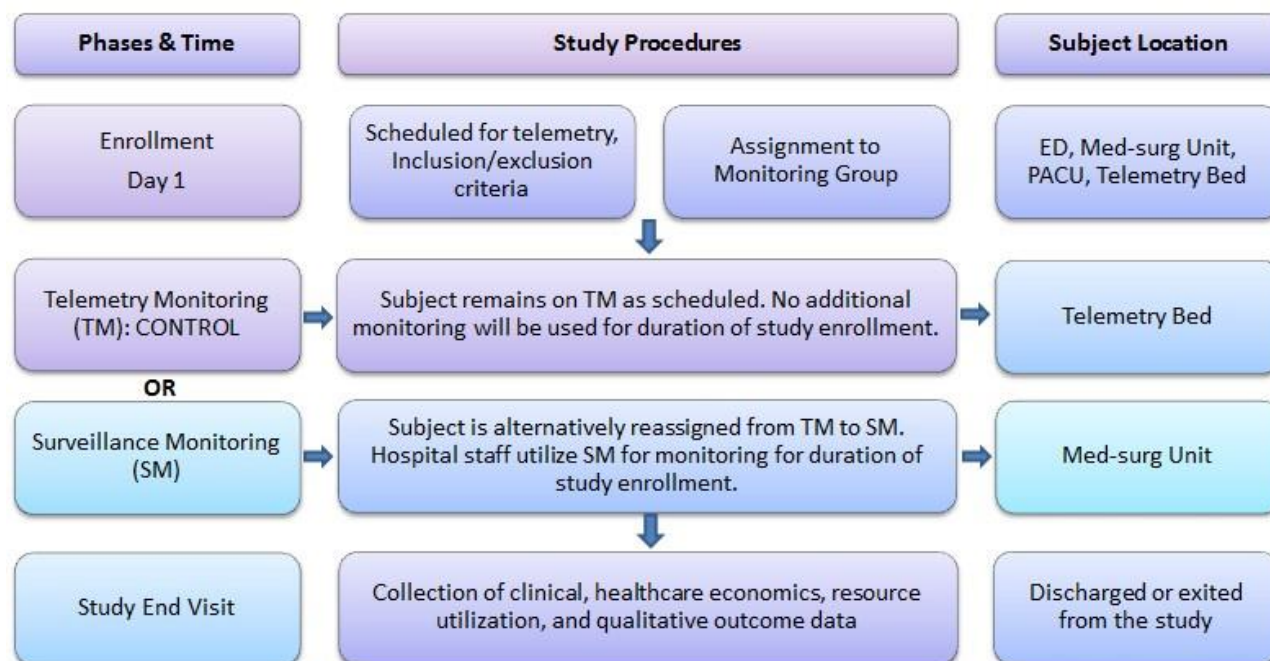 Phases & Time
Study Procedures
Subject Location
Enrollment
Day 1
Scheduled for telemetry,
Inclusion/exclusion
criteria
Assignment to
Monitoring Group
ED, Med-surg Unit,
PACU, Telemetry Bed
Telemetry Monitoring
(TM): CONTROL
Subject remains on TM as scheduled. No additional
monitoring will be used for duration of study enrollment.
Telemetry Bed
OR
Surveillance Monitoring
(SM)
Subject is alternatively reassigned from TM to SM.
Hospital staff utilize SM for monitoring for duration of
study enrollment.
Med-surg Unit
Study End Visit
Collection of clinical, healthcare economics, resource
utilization, and qualitative outcome data
Discharged or exited
from the study